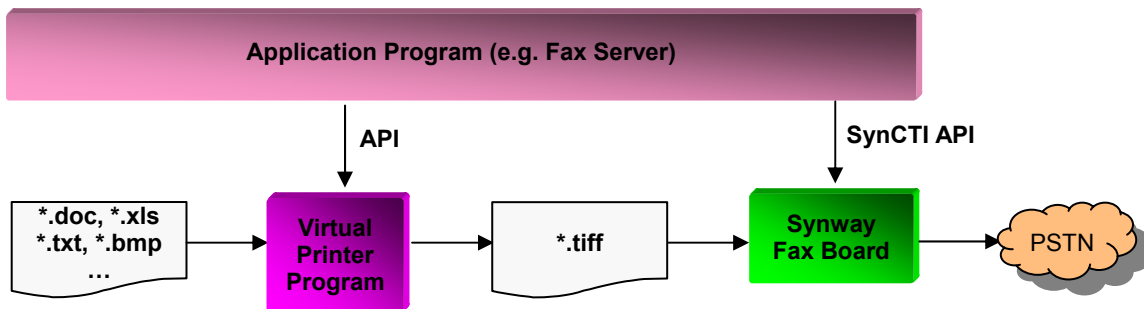 Application Program (e.g. Fax Server)
API
SynCTI API
*.doc, *.xls
*.txt, *.bmp
…
Virtual
Printer
Program
*.tiff
Synway
Fax Board
PSTN